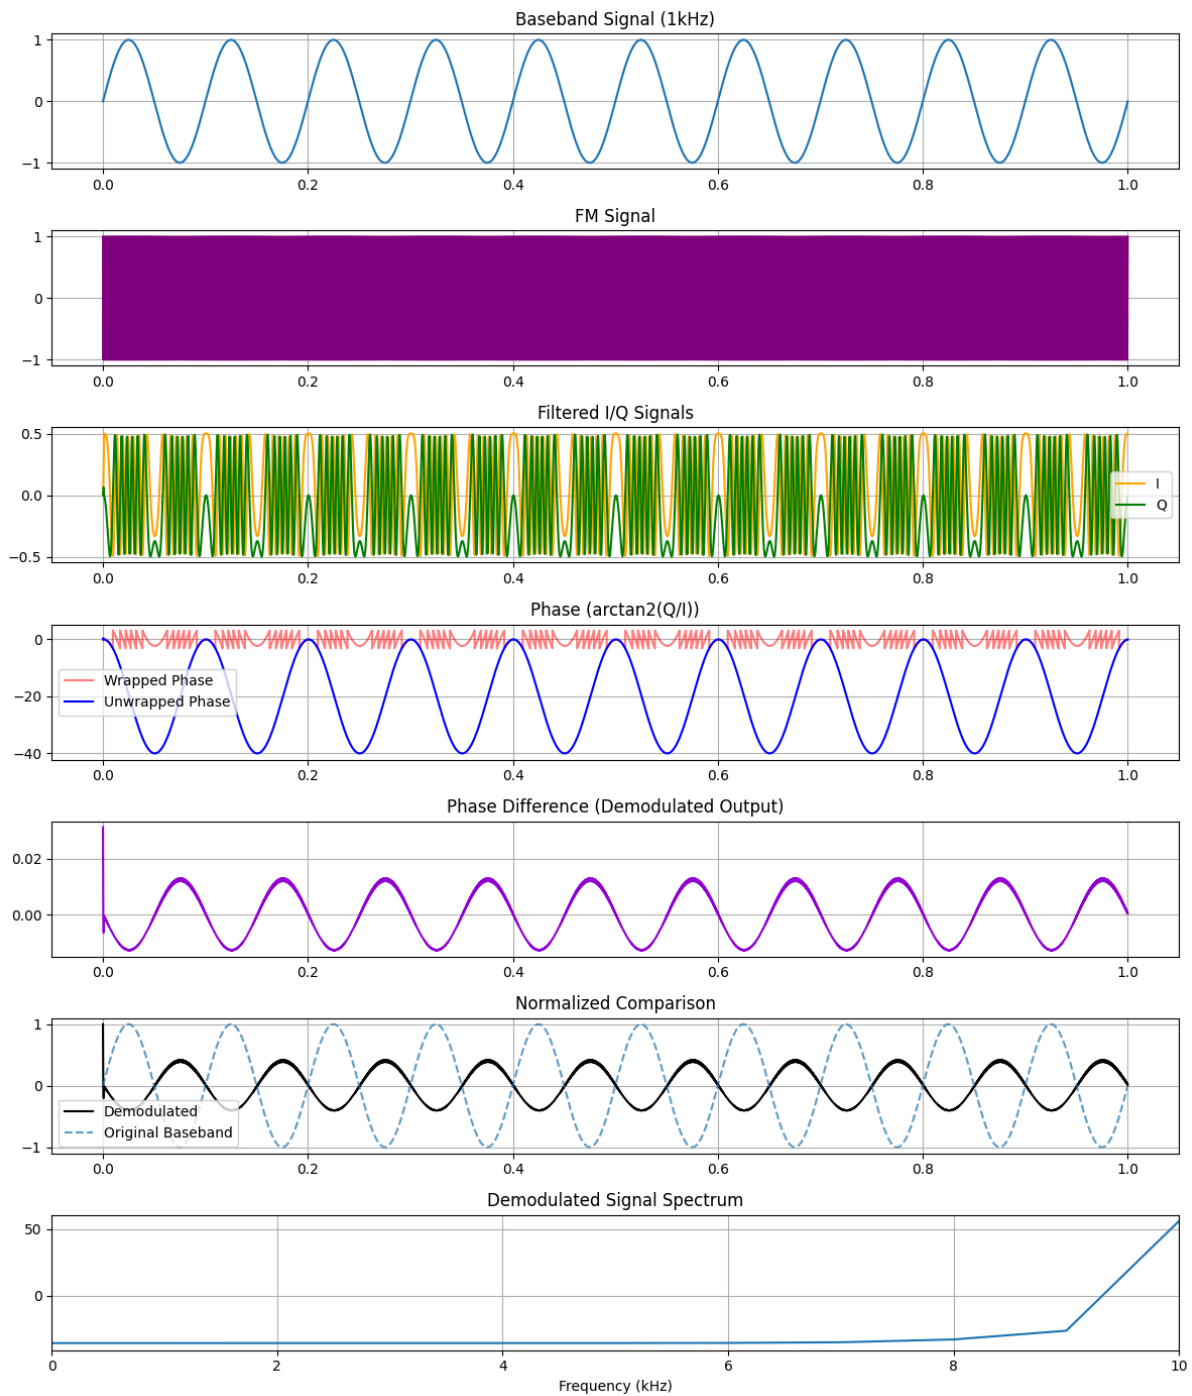 Baseband Signal (1kHz)
1
0
−1
0.0 0.2 0.4 0.6 0.8 1.0
FM Signal
1
0
−1
0.0 0.2 0.4 0.6 0.8 1.0
Filtered I/Q Signals
0.5
0.0
−0.5
I
Q
0.0 0.2 0.4 0.6 0.8 1.0
Phase (arctan2(Q/I))
0
−20
−40
Wrapped Phase
Unwrapped Phase
0.0 0.2 0.4 0.6 0.8 1.0
Phase Difference (Demodulated Output)
0.02
0.00
0.0 0.2 0.4 0.6 0.8 1.0
Normalized Comparison
1
0
−1
Demodulated
Original Baseband
0.0 0.2 0.4 0.6 0.8 1.0
Demodulated Signal Spectrum
50
0
0 2 4 6 8 10
Frequency (kHz)